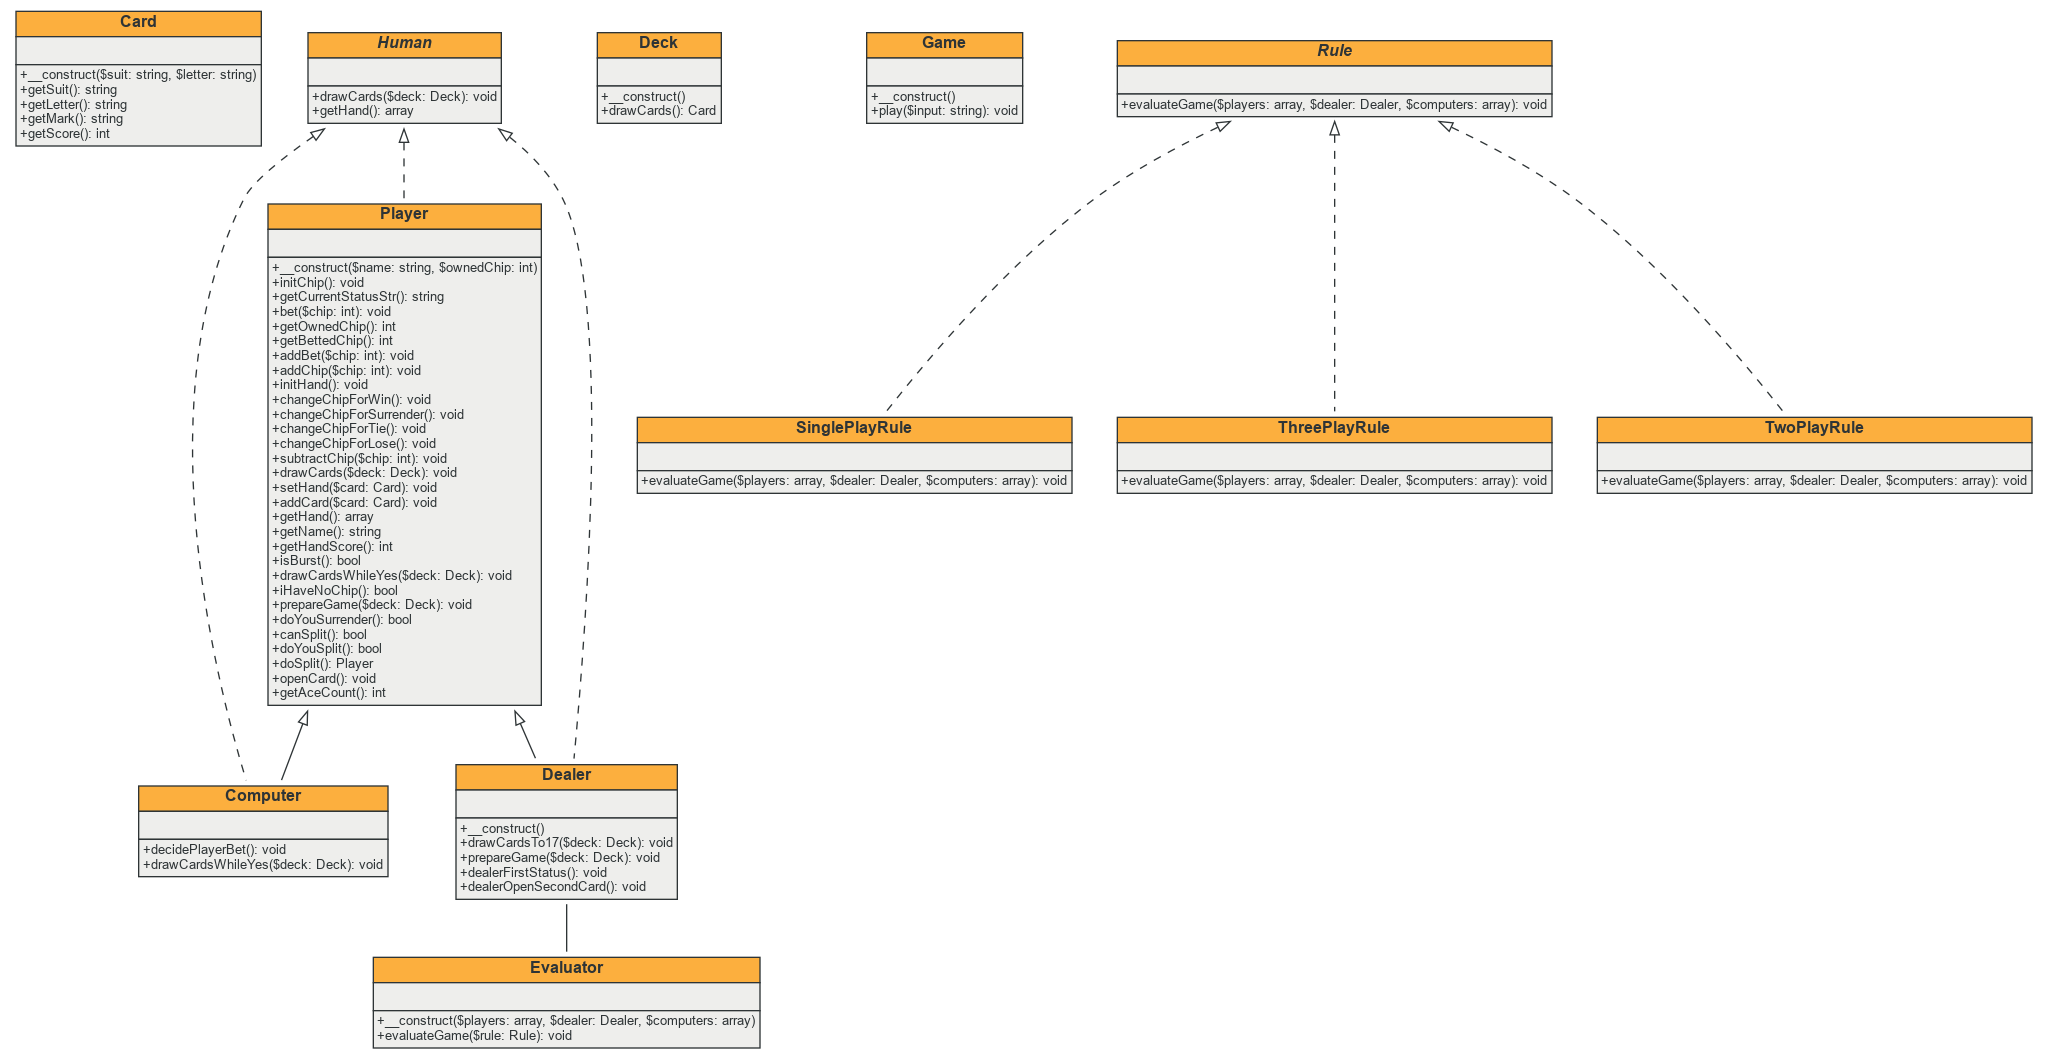 Card
+__construct($suit: string, $letter: string)
+getSuit(): string
+getLetter(): string
+getMark(): string
+getScore(): int
Human
+drawCards($deck: Deck): void
+getHand(): array
Deck
+__construct()
+drawCards(): Card
Game
+__construct()
+play($input: string): void
Rule
+evaluateGame($players: array, $dealer: Dealer, $computers: array): void
Player
+__construct($name: string, $ownedChip: int)
+initChip(): void
+getCurrentStatusStr(): string
+bet($chip: int): void
+getOwnedChip(): int
+getBettedChip(): int
+addBet($chip: int): void
+addChip($chip: int): void
+initHand(): void
+changeChipForWin(): void
+changeChipForSurrender(): void
+changeChipForTie(): void
+changeChipForLose(): void
+subtractChip($chip: int): void
+drawCards($deck: Deck): void
+setHand($card: Card): void
+addCard($card: Card): void
+getHand(): array
+getName(): string
+getHandScore(): int
+isBurst(): bool
+drawCardsWhileYes($deck: Deck): void
+iHaveNoChip(): bool
+prepareGame($deck: Deck): void
+doYouSurrender(): bool
+canSplit(): bool
+doYouSplit(): bool
+doSplit(): Player
+openCard(): void
+getAceCount(): int
SinglePlayRule
+evaluateGame($players: array, $dealer: Dealer, $computers: array): void
ThreePlayRule
+evaluateGame($players: array, $dealer: Dealer, $computers: array): void
TwoPlayRule
+evaluateGame($players: array, $dealer: Dealer, $computers: array): void
Computer
+decidePlayerBet(): void
+drawCardsWhileYes($deck: Deck): void
Dealer
+__construct()
+drawCardsTo17($deck: Deck): void
+prepareGame($deck: Deck): void
+dealerFirstStatus(): void
+dealerOpenSecondCard(): void
Evaluator
+__construct($players: array, $dealer: Dealer, $computers: array)
+evaluateGame($rule: Rule): void